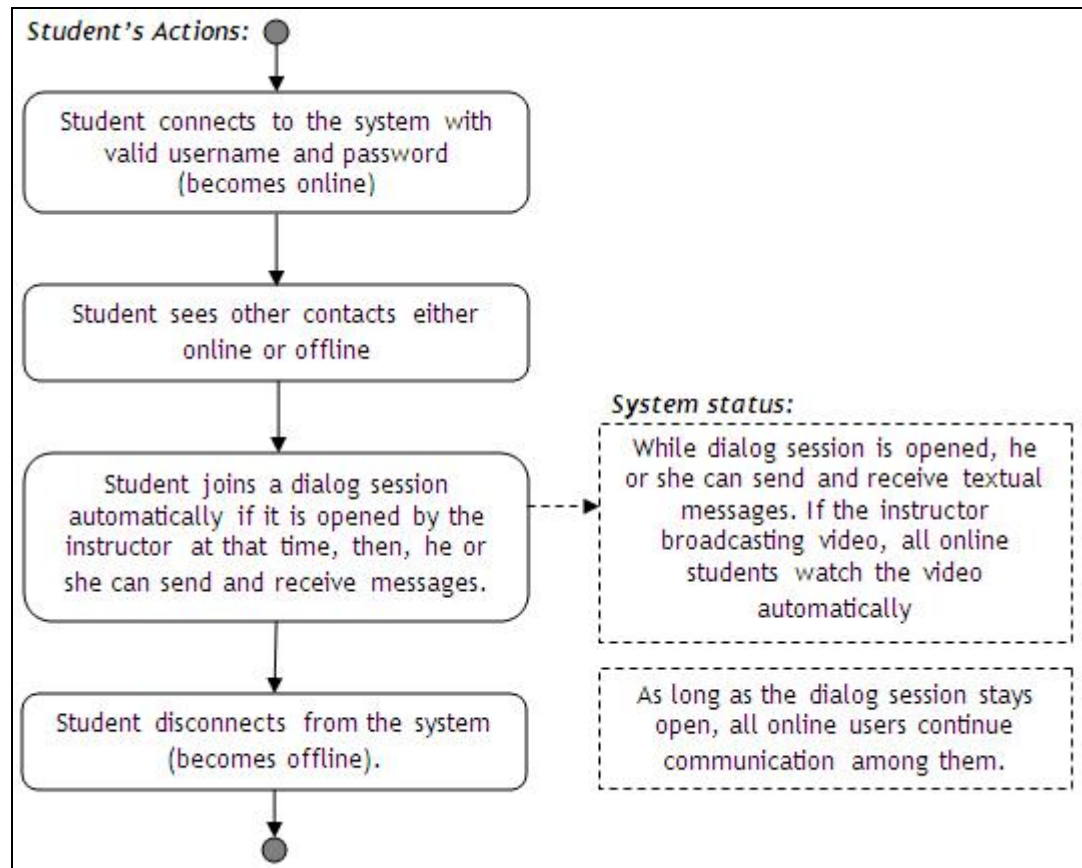 Student's Actions:
Student connects to the system with
valid username and password
(becomes online)
Student sees other contacts either
online or offline
Student joins a dialog session
automatically if it is opened by the
instructor at that time, then, he or
she can send and receive messages.
System status:
While dialog session is opened, he
or she can send and receive textual
messages. If the instructor
broadcasting video, all online
students watch the video
automatically
Student disconnects from the system
(becomes offline).
As long as the dialog session stays
open, all online users continue
communication among them.